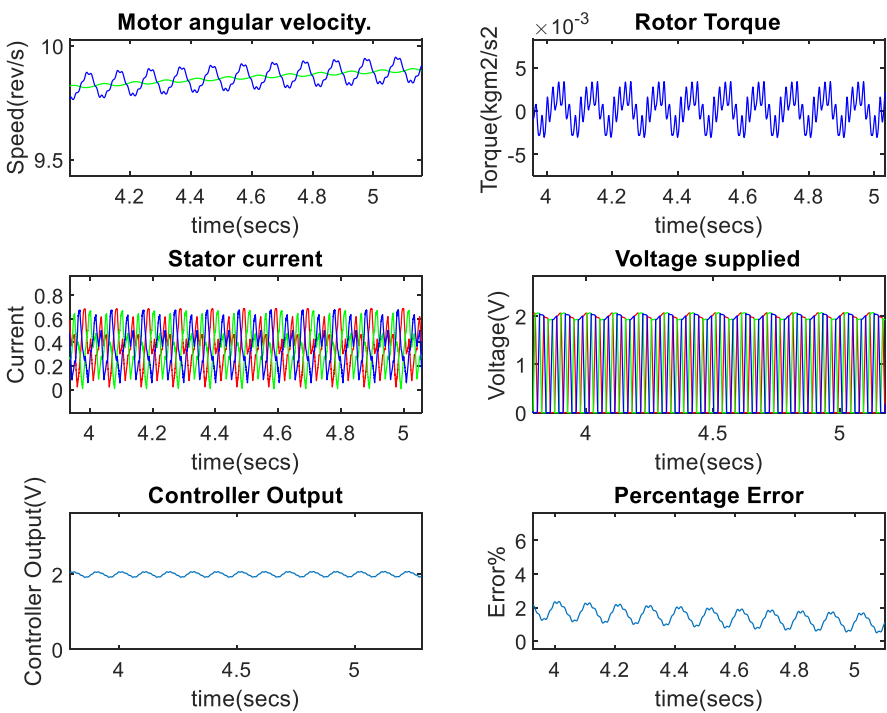 Motor angular velocity.
Speed(rev/s)
10
9.5
4.2 4.4 4.6 4.8 5
time(secs)
Rotor Torque
×10-3
Torque(kgm2/s2
5
0
-5
4 4.2 4.4 4.6 4.8 5
time(secs)
Stator current
Current
0.8
0.6
0.4
0.2
0
4 4.2 4.4 4.6 4.8 5
time(secs)
Voltage supplied
Voltage(V)
2
1
0
4 4.5 5
time(secs)
Controller Output
Controller Output(V)
2
0
4 4.5 5
time(secs)
Percentage Error
Error%
6
4
2
0
4 4.2 4.4 4.6 4.8 5
time(secs)